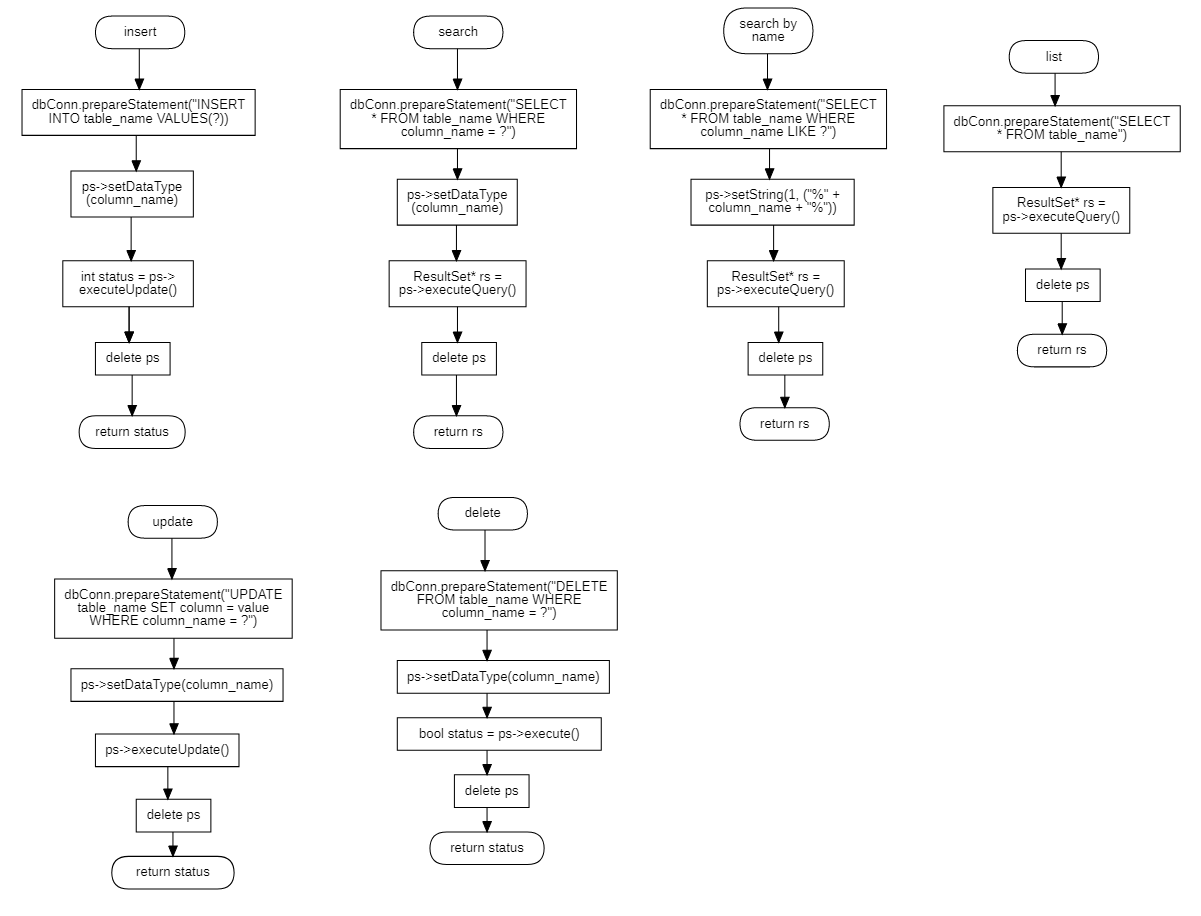 insert
dbConn.prepareStatement("INSERT
INTO table_name VALUES(?))
ps->setDataType
(column_name)
int status = ps->
executeUpdate()
delete ps
return status
search
dbConn.prepareStatement("SELECT
* FROM table_name WHERE
column_name = ?")
ps->setDataType
(column_name)
ResultSet* rs =
ps->executeQuery()
delete ps
return rs
search by
name
dbConn.prepareStatement("SELECT
* FROM table_name WHERE
column_name LIKE ?")
ps->setString(1, ("%" +
column_name + "%"))
ResultSet* rs =
ps->executeQuery()
delete ps
return rs
list
dbConn.prepareStatement("SELECT
* FROM table_name")
ResultSet* rs =
ps->executeQuery()
delete ps
return rs
update
dbConn.prepareStatement("UPDATE
table_name SET column = value
WHERE column_name = ?")
ps->setDataType(column_name)
ps->executeUpdate()
delete ps
return status
delete
dbConn.prepareStatement("DELETE
FROM table_name WHERE
column_name = ?")
ps->setDataType(column_name)
bool status = ps->execute()
delete ps
return status